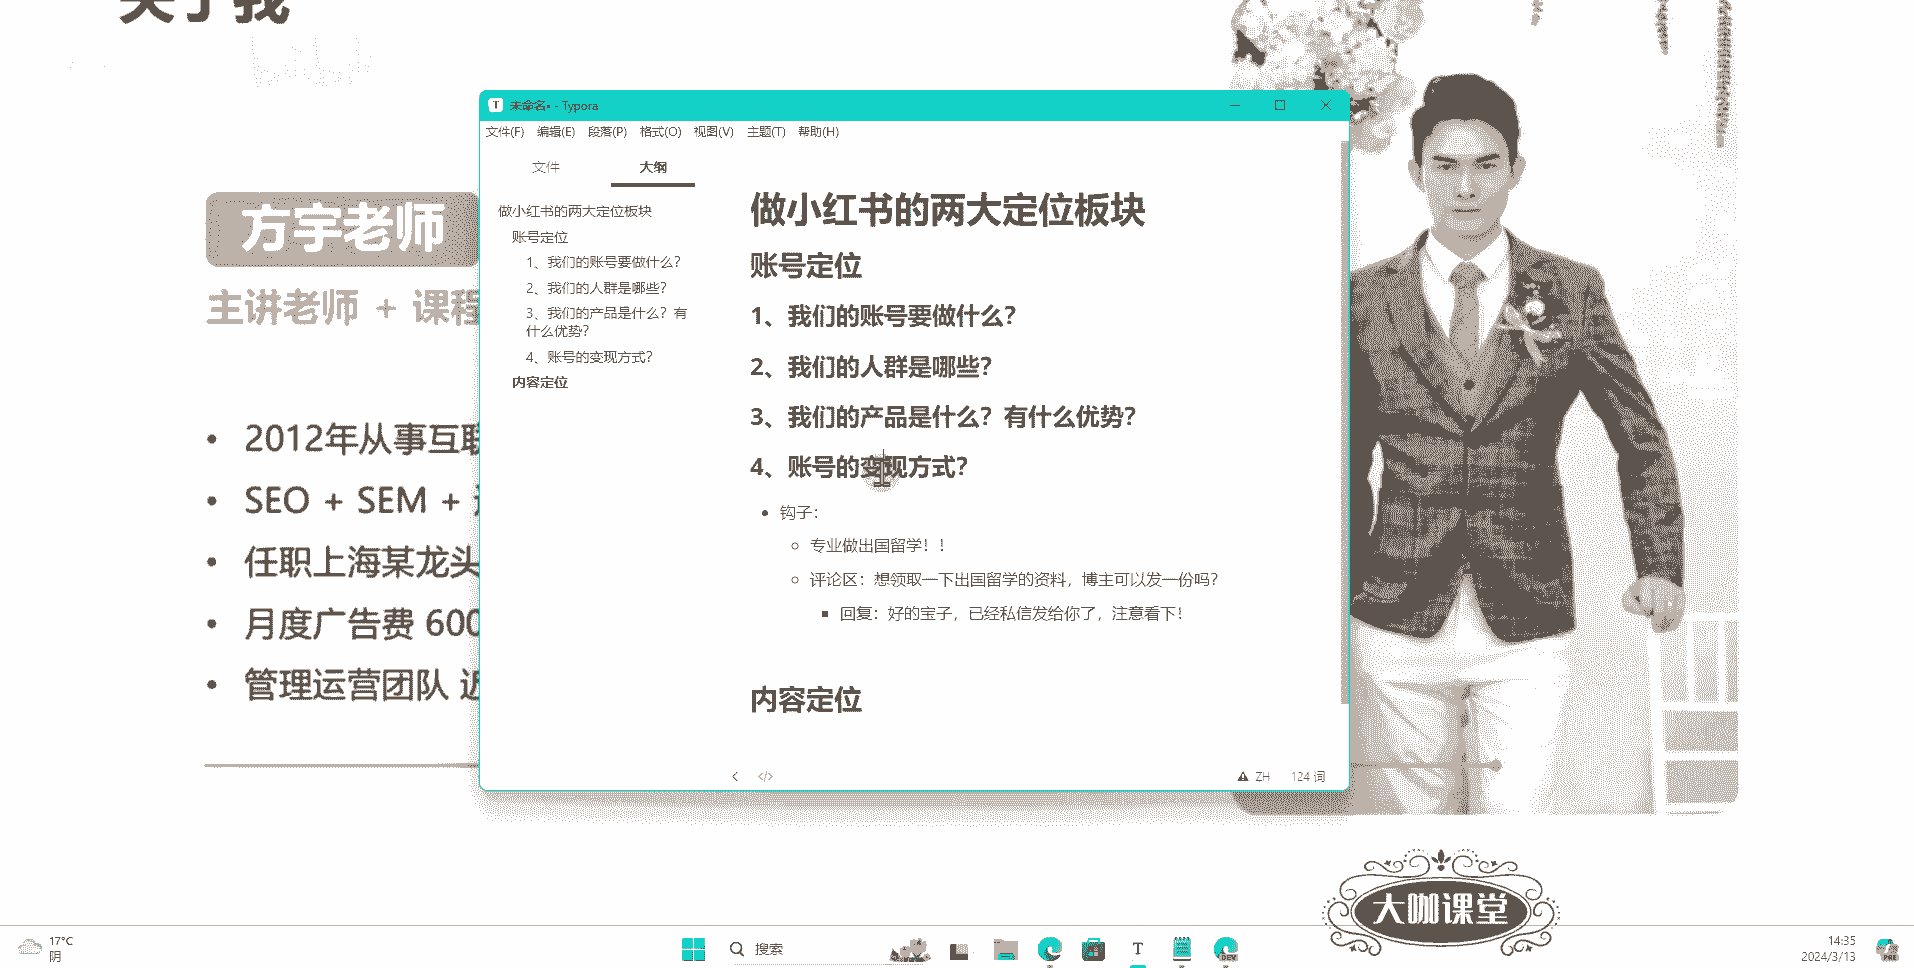 关于我
方宇老师
主讲老师 + 课程
• 2012年从事互联
• SEO + SEM +
• 任职上海某龙头
• 月度广告费 600
• 管理运营团队 近
未命名• - Typora
文件(F) 编辑(E) 段落(P) 格式(O) 视图(V) 主题(T) 帮助(H)
文件 大纲
做小红书的两大定位板块
账号定位
1、我们的账号要做什么?
2、我们的人群是哪些?
3、我们的产品是什么？有
什么优势?
4、账号的变现方式?
内容定位
做小红书的两大定位板块
账号定位
1、我们的账号要做什么?
2、我们的人群是哪些?
3、我们的产品是什么？有什么优势?
4、账号的变现方式?
• 钩子：
专业做出国留学！！
评论区：想领取一下出国留学的资料，博主可以发一份吗?
回复：好的宝子，已经私信发给你了，注意看下!
内容定位
ZH 124 词
大咖课堂
17°C
阴
搜索
DEV
14:35
2024/3/13
PRE